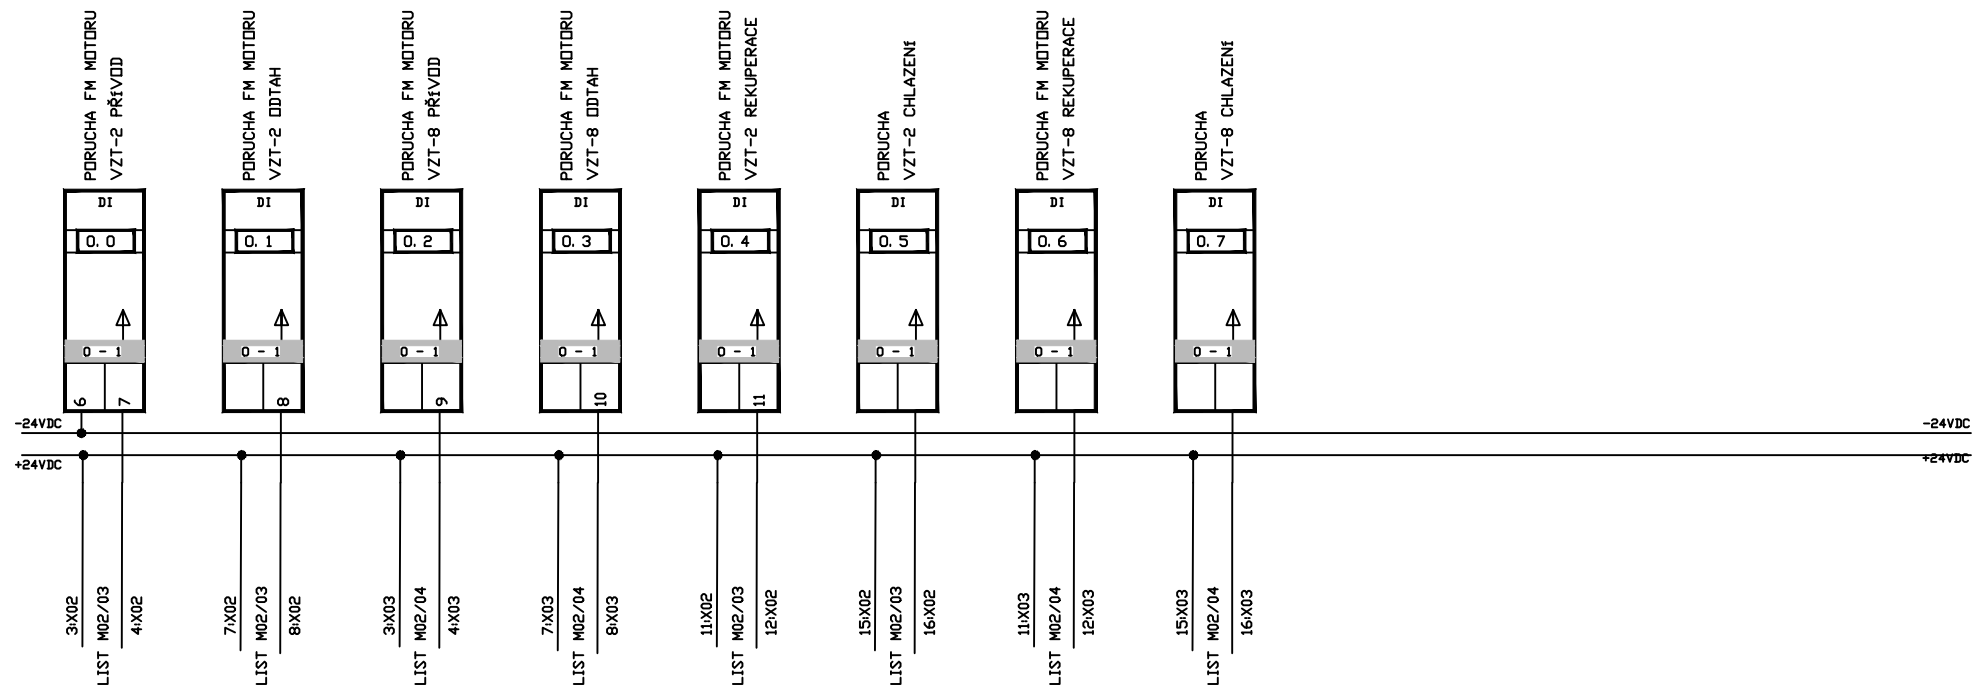 PORUCHA FM MOTORU
VZT-2 PŘÍVOD
PORUCHA FM MOTORU
VZT-2 ODTAH
PORUCHA FM MOTORU
VZT-8 PŘÍVOD
PORUCHA FM MOTORU
VZT-8 ODTAH
PORUCHA FM MOTORU
VZT-2 REKUPERACE
PORUCHA
VZT-2 CHLAZENÍ
PORUCHA FM MOTORU
VZT-8 REKUPERACE
PORUCHA
VZT-8 CHLAZENÍ
DI
DI
DI
DI
DI
DI
DI
DI
0.0
0.1
0.2
0.3
0.4
0.5
0.6
0.7
0 - 1
0 - 1
0 - 1
0 - 1
0 - 1
0 - 1
0 - 1
0 - 1
6
7
8
9
10
11
-24VDC
-24VDC
+24VDC
+24VDC
3:X02
LIST M02/03
4:X02
7:X02
LIST M02/03
8:X02
3:X03
LIST M02/04
4:X03
7:X03
LIST M02/04
8:X03
11:X02
LIST M02/03
12:X02
15:X02
LIST M02/03
16:X02
11:X03
LIST M02/04
12:X03
15:X03
LIST M02/04
16:X03